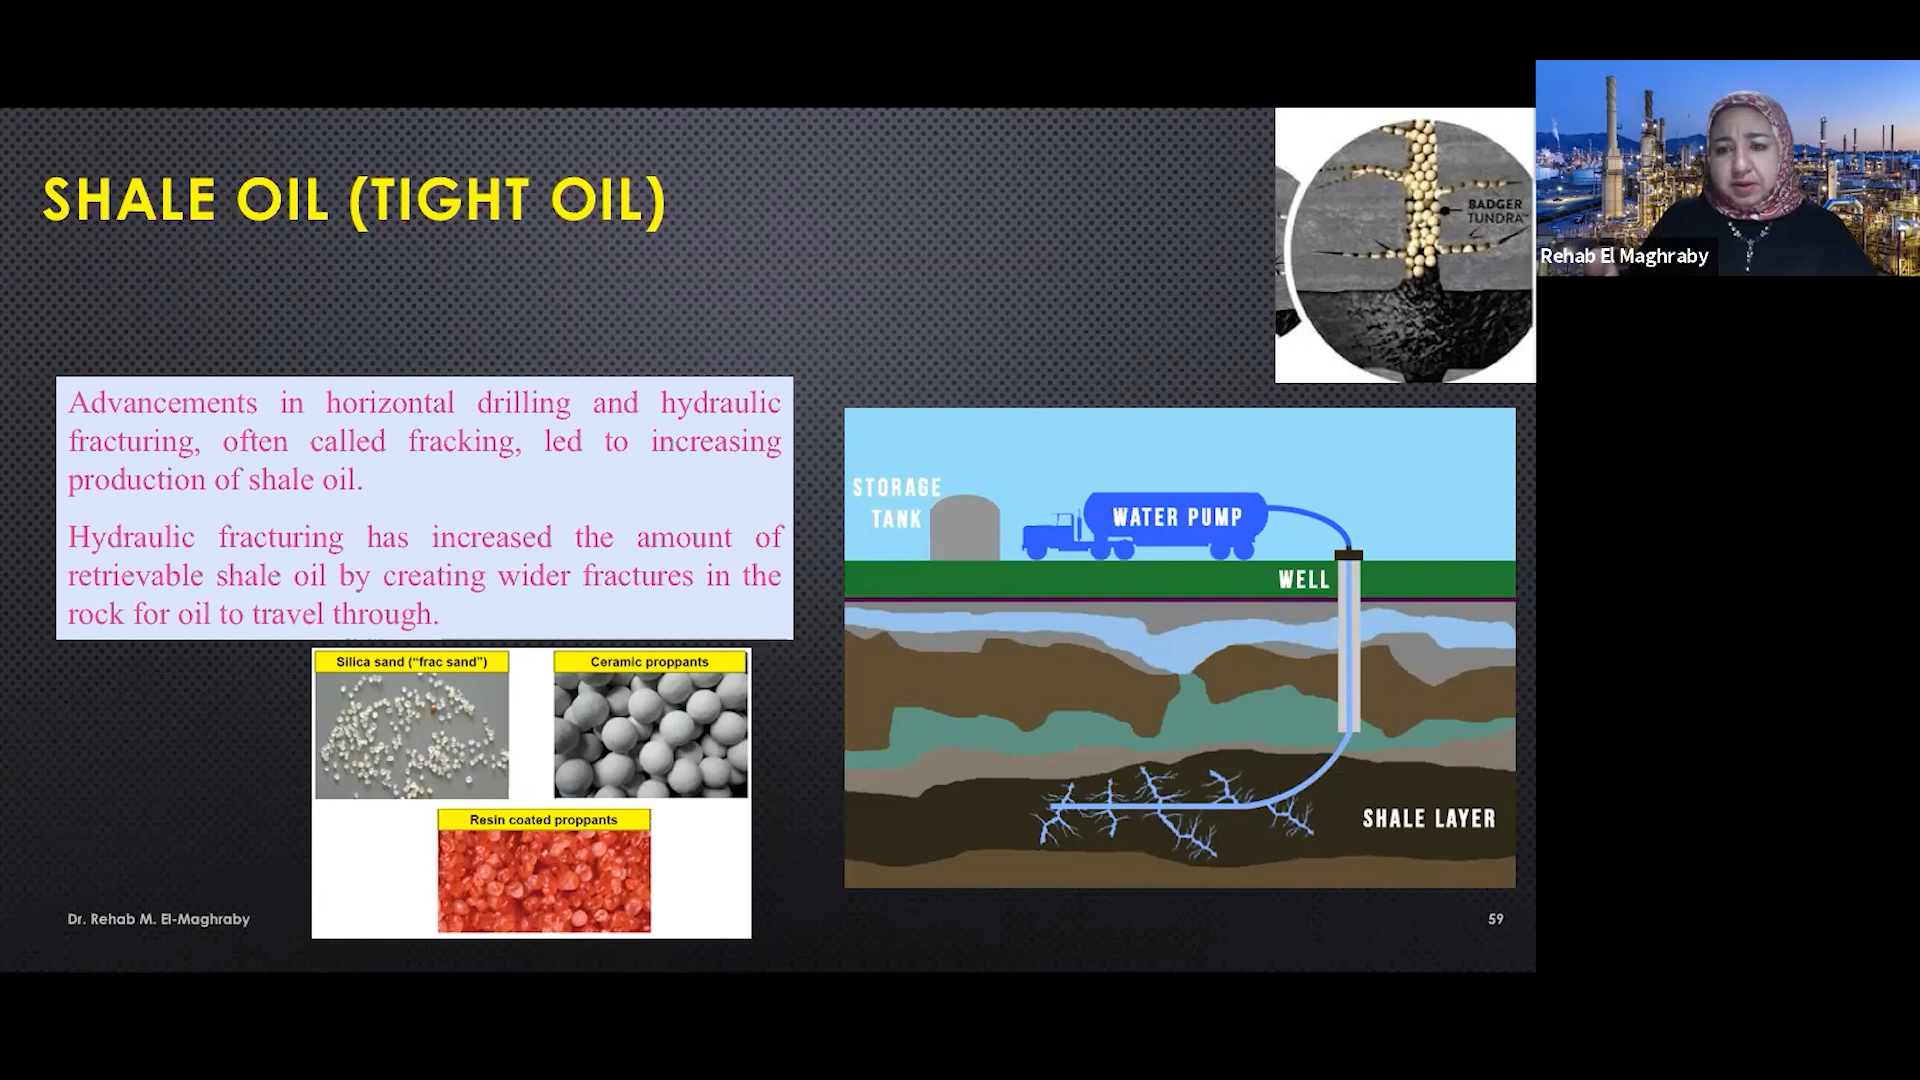 SHALE OIL (TIGHT OIL)
BADGER
TUNDRA™
Rehab El Maghraby
Advancements in horizontal drilling and hydraulic
fracturing, often called fracking, led to increasing
production of shale oil.
Hydraulic fracturing has increased the amount of
retrievable shale oil by creating wider fractures in the
rock for oil to travel through.
STORAGE
TANK
WATER PUMP
WELL
SHALE LAYER
Silica sand (“frac sand”)
Ceramic proppants
Resin coated proppants
Dr. Rehab M. El-Maghraby
59